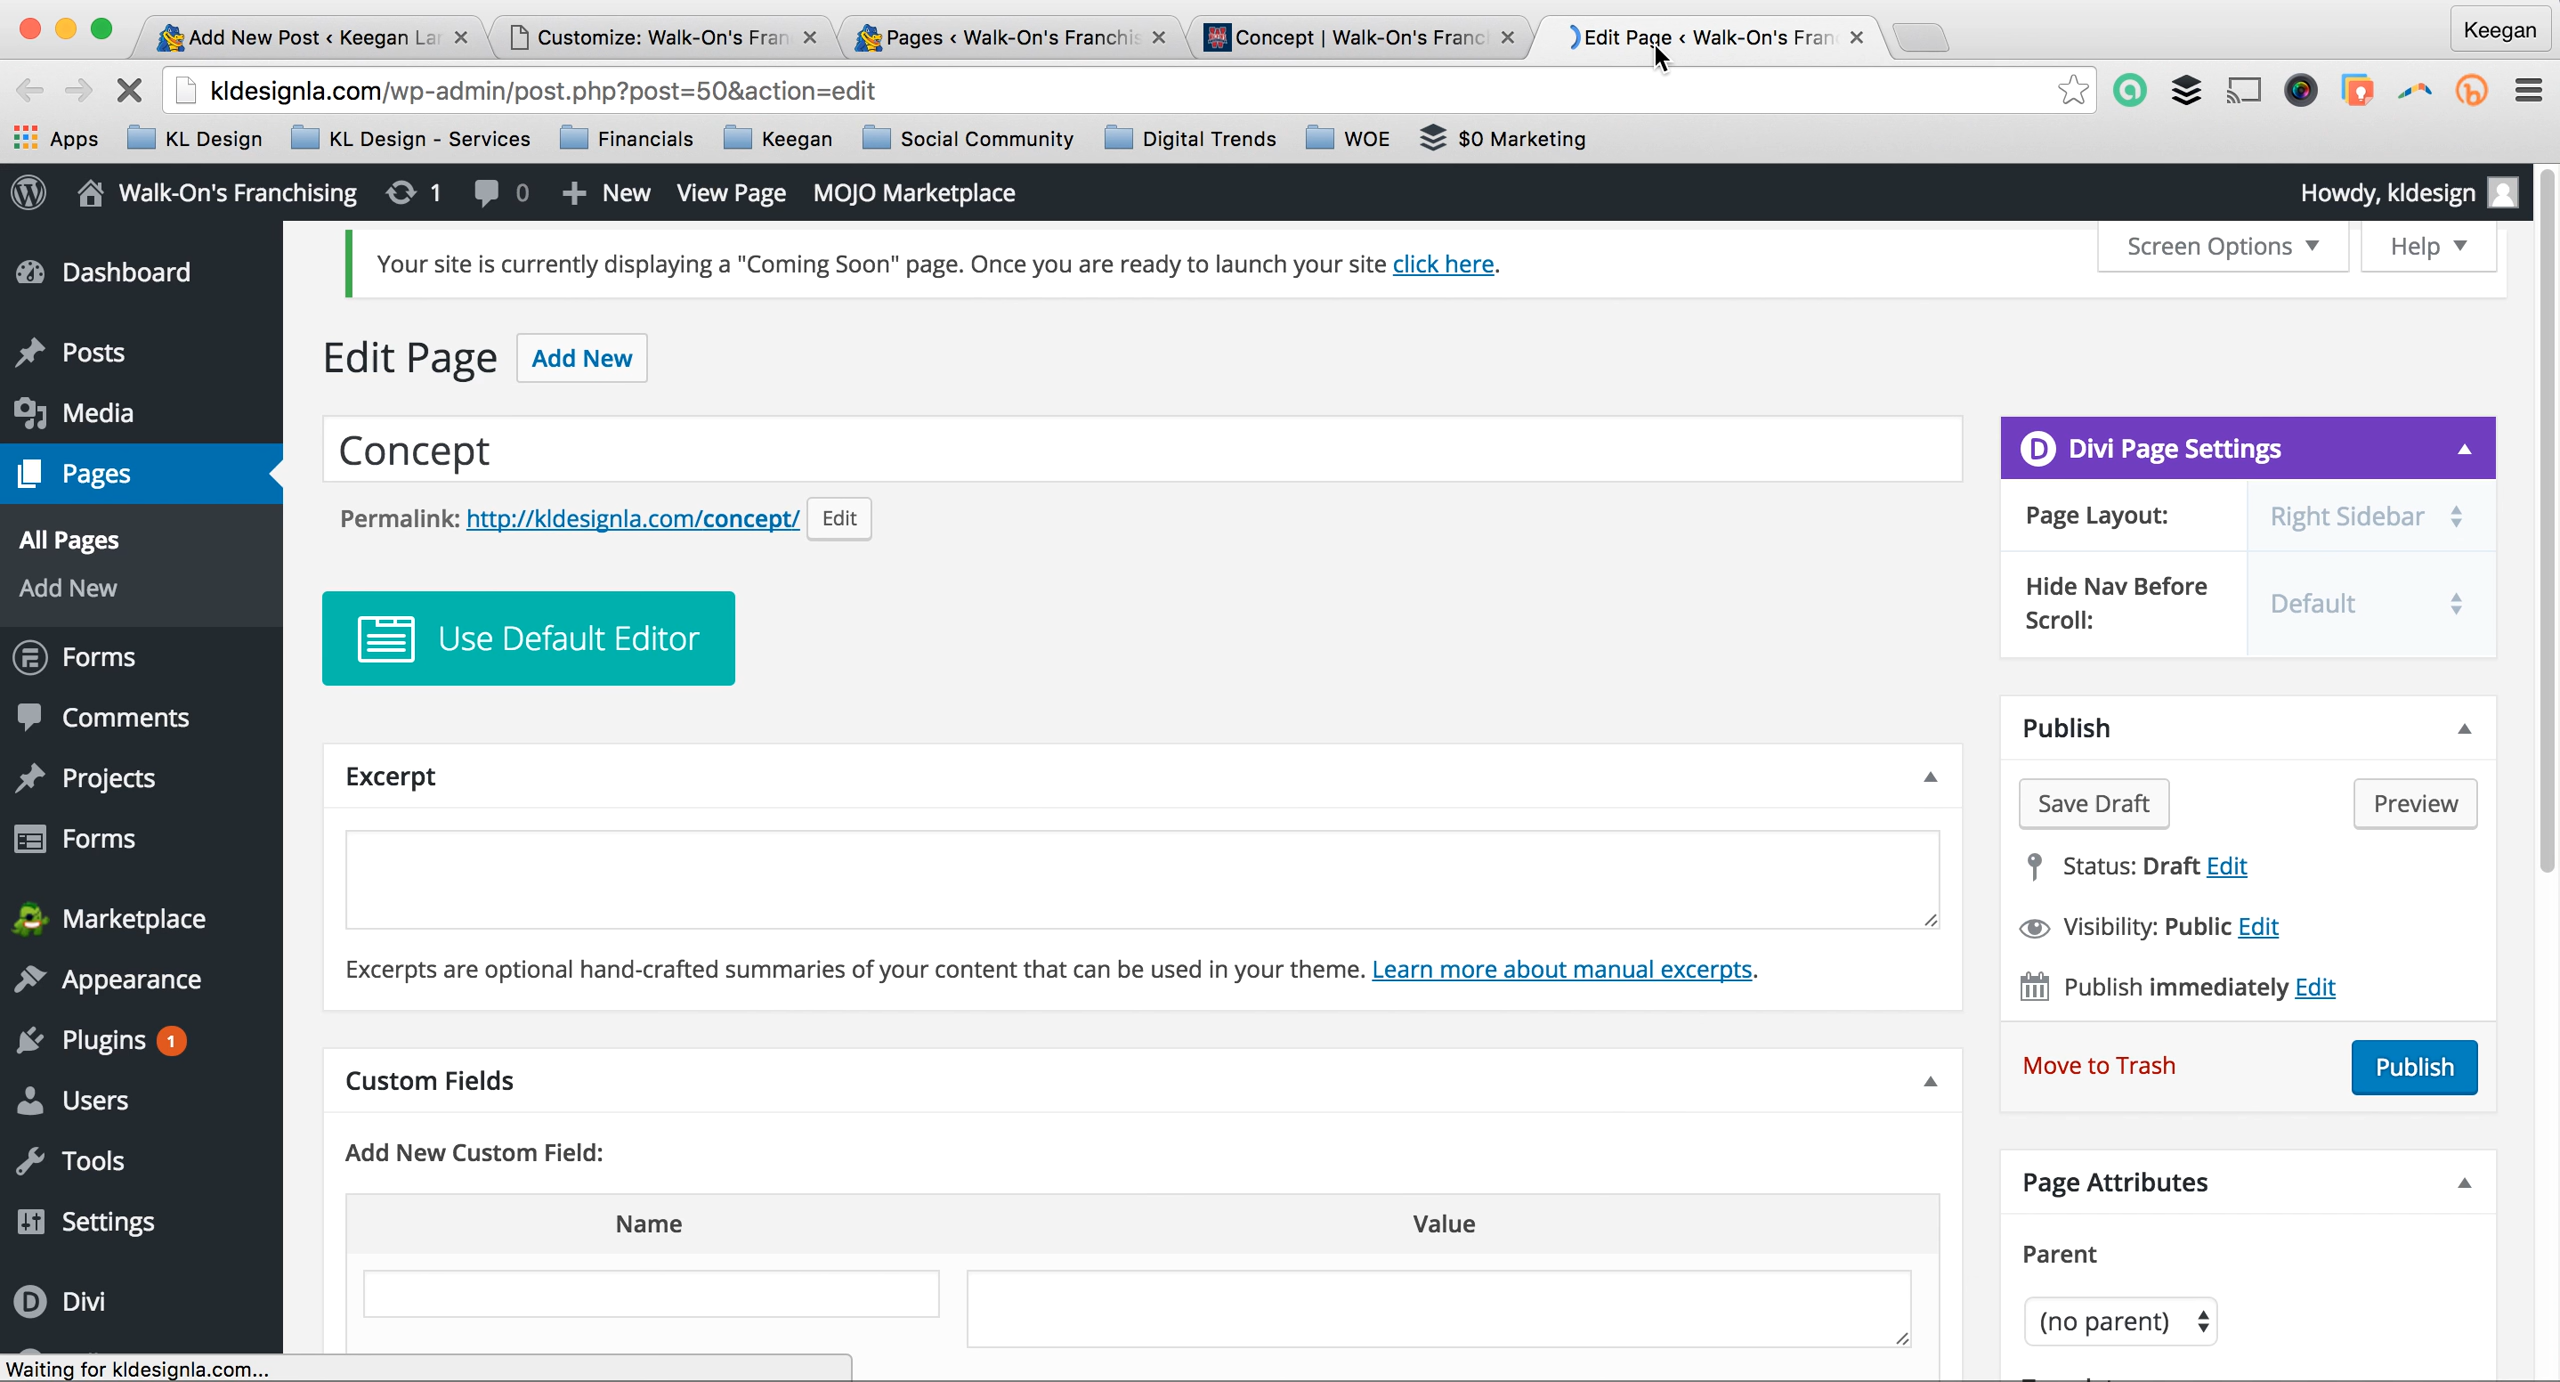 Add New Post ‹ Keegan Lar
Customize: Walk-On's Fran
Pages ‹ Walk-On's Franchis
Concept | Walk-On's Franc
Edit Page ‹ Walk-On's Fran
Keegan
kldesignla.com/wp-admin/post.php?post=50&action=edit
Apps
KL Design
KL Design - Services
Financials
Keegan
Social Community
Digital Trends
WOE
$0 Marketing
Walk-On's Franchising
1
0
New
View Page
MOJO Marketplace
Howdy, kldesign
Dashboard
Posts
Media
Pages
All Pages
Add New
Forms
Comments
Projects
Forms
Marketplace
Appearance
Plugins 1
Users
Tools
Settings
Divi
Waiting for kldesignla.com...
Your site is currently displaying a "Coming Soon" page. Once you are ready to launch your site click here.
Screen Options
Help
Edit Page
Add New
Concept
Permalink: http://kldesignla.com/concept/ Edit
Use Default Editor
Excerpt
Excerpts are optional hand-crafted summaries of your content that can be used in your theme. Learn more about manual excerpts.
Custom Fields
Add New Custom Field:
Name
Value
Divi Page Settings
Page Layout:
Right Sidebar
Hide Nav Before
Scroll:
Default
Publish
Save Draft
Preview
Status: Draft Edit
Visibility: Public Edit
Publish immediately Edit
Move to Trash
Publish
Page Attributes
Parent
(no parent)